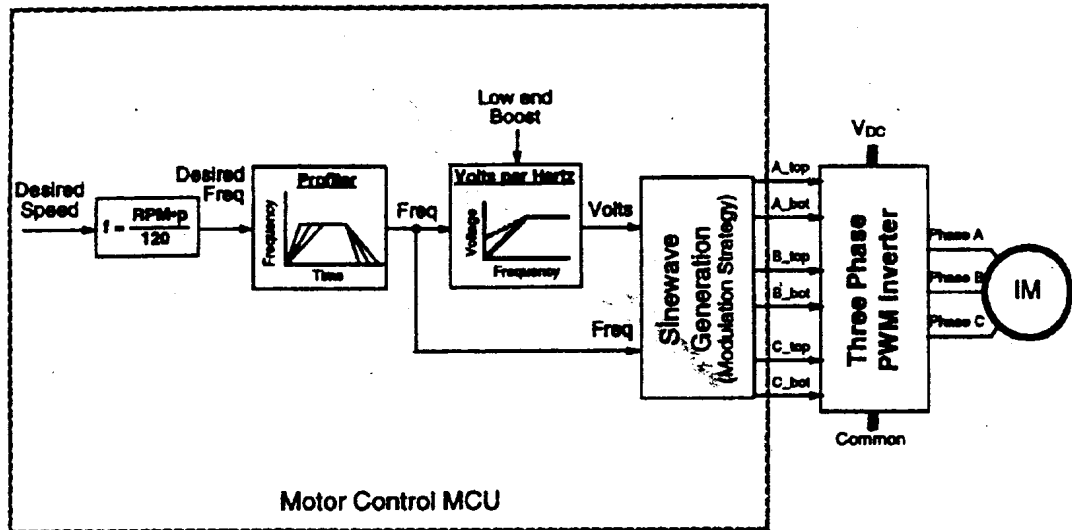 Low end
Boost
Desired
Speed
f = RPM•p
120
Desired
Freq
Profiler
Frequency
Time
Freq
Volts per Hertz
Voltage
Frequency
Volts
Freq
Sinewave
Generation
(Modulation Strategy)
A_top
A_bot
B_top
B_bot
C_top
C_bot
VDC
Three Phase
PWM Inverter
Common
Phase A
Phase B
Phase C
IM
Motor Control MCU